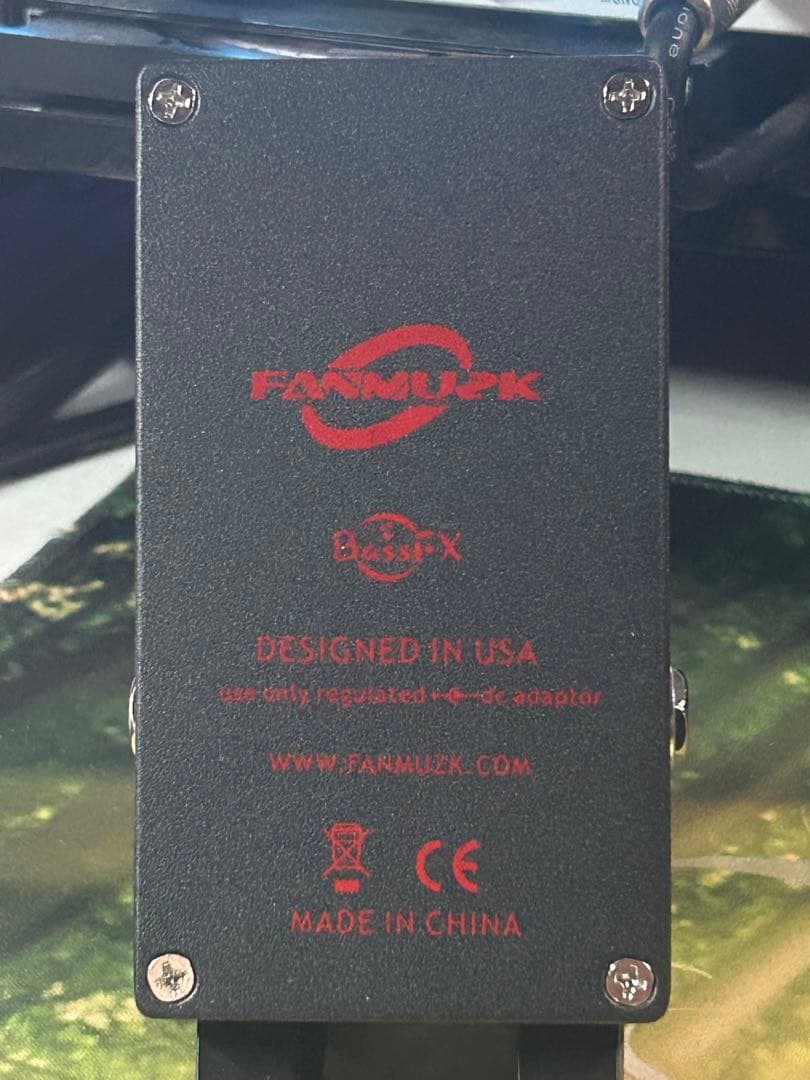 FANMUZK
BassFX
DESIGNED IN USA
use only regulated dc adaptor
WWW.FANMUZK.COM
CE
MADE IN CHINA